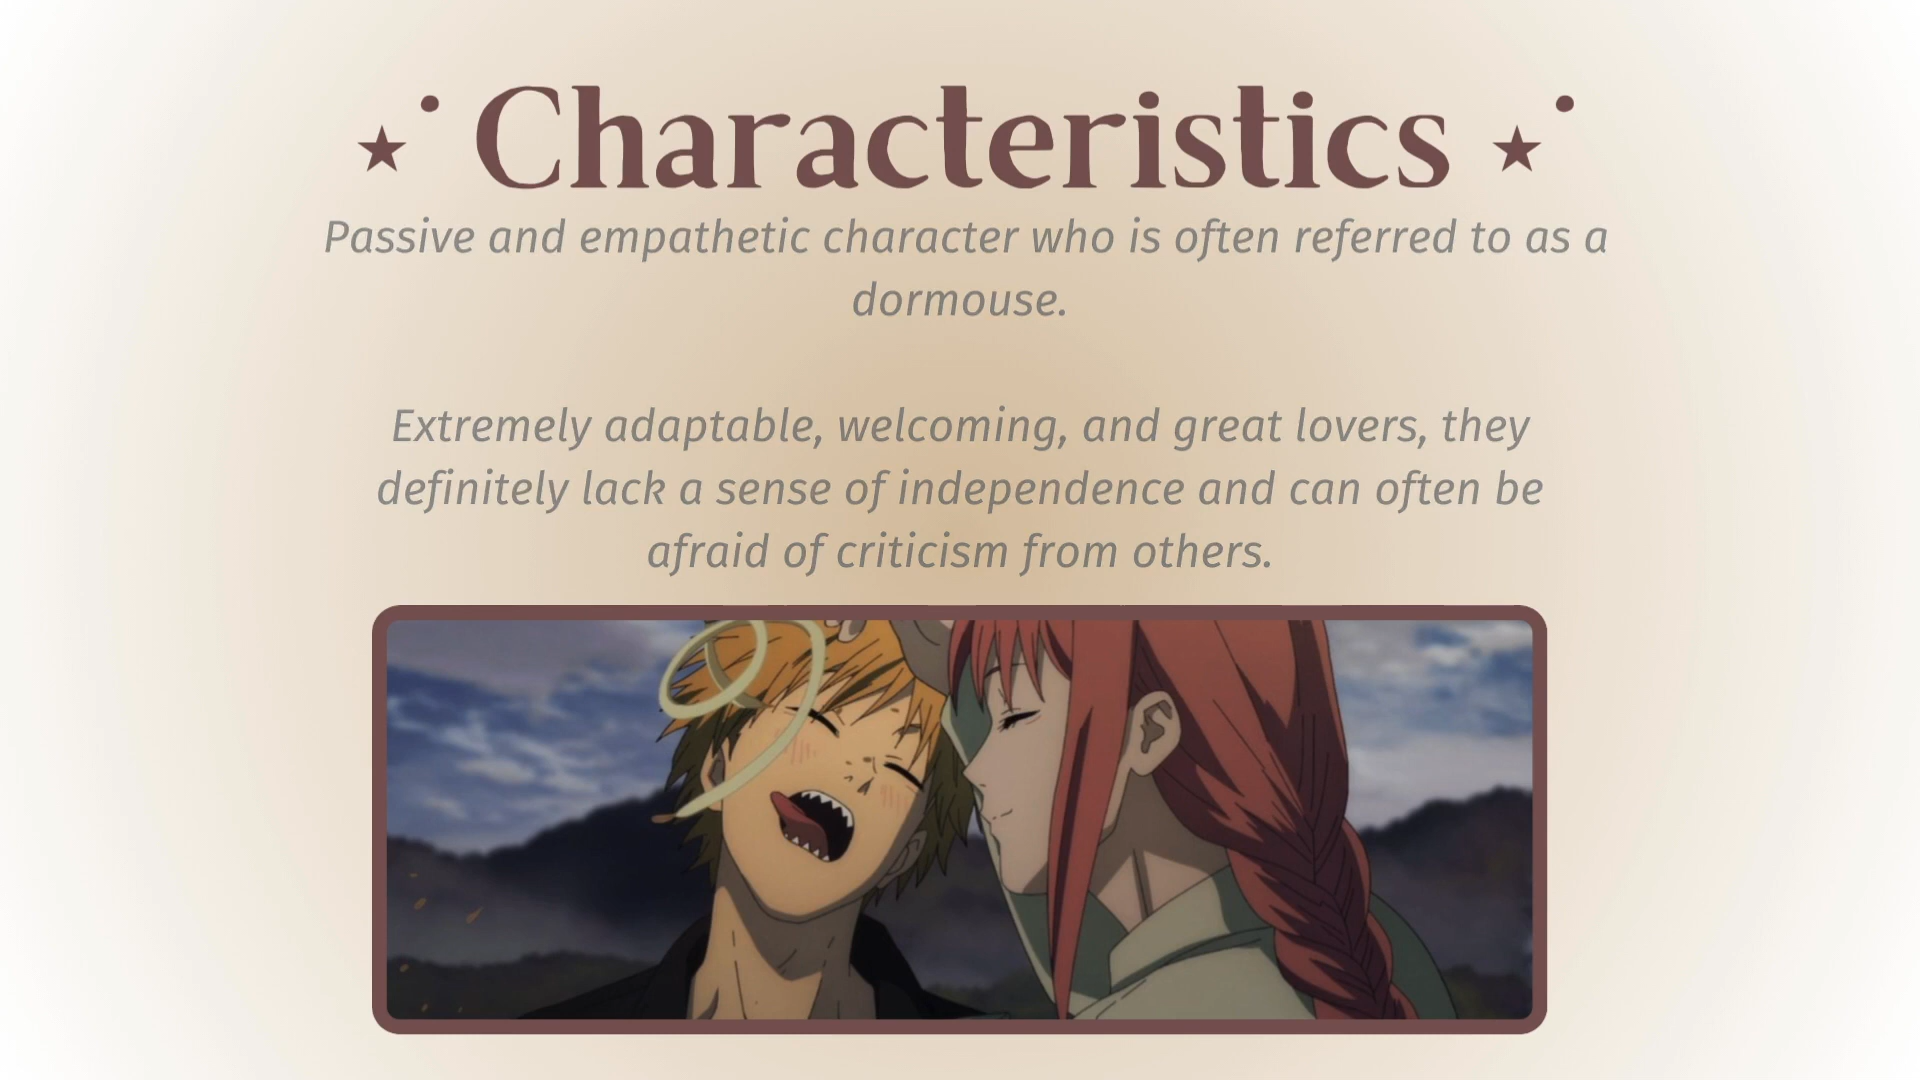 Characteristics
Passive and empathetic character who is often referred to as a
dormouse.
Extremely adaptable, welcoming, and great lovers, they
definitely lack a sense of independence and can often be
afraid of criticism from others.